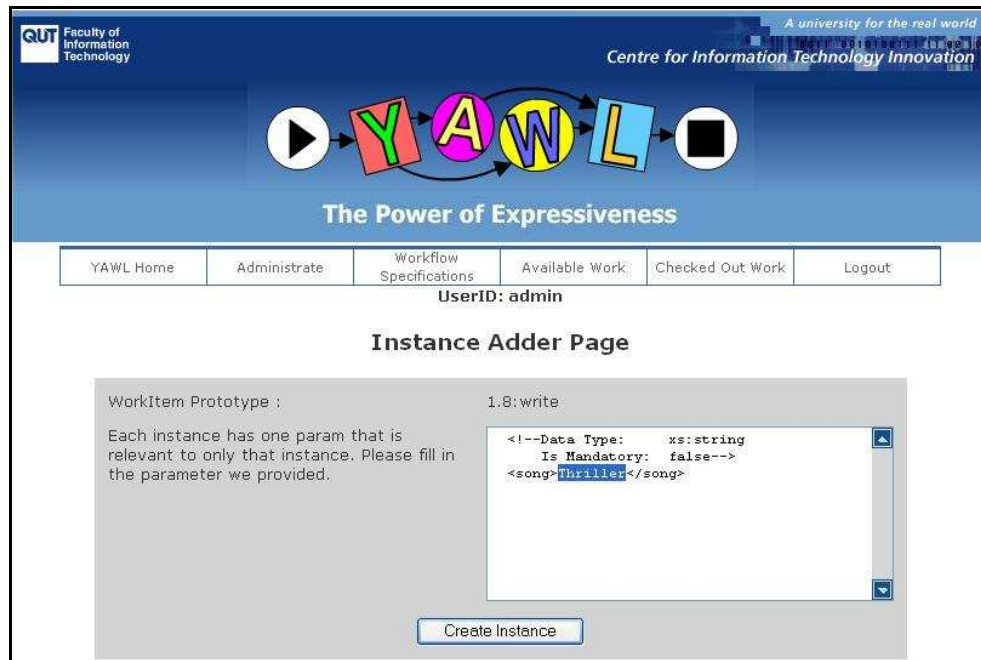 QUT Faculty of
Information
Technology
A university for the real world
Centre for Information Technology Innovation
YAWL
The Power of Expressiveness
YAWL Home Administrate Workflow Specifications Available Work Checked Out Work Logout
UserID: admin
Instance Adder Page
WorkItem Prototype : 1.8:write
Each instance has one param that is
relevant to only that instance. Please fill in
the parameter we provided.
<!--Data Type: xs:string
Is Mandatory: false-->
<song>Thriller</song>
Create Instance